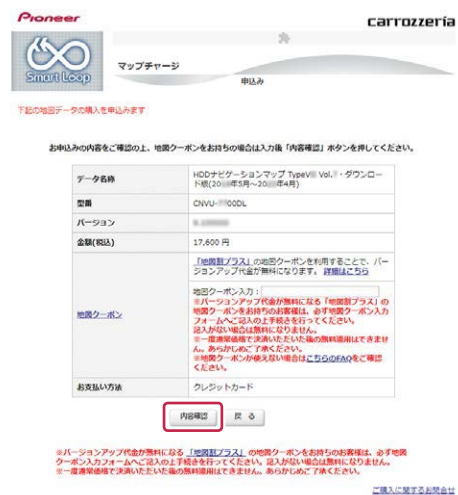 Pioneer
carrozzeria
Smart Loop
マップチャージ
申込み
下記の地図データの購入を申込みます
お申込みの内容をご確認の上、地図クーポンをお持ちの場合は入力後「内容確認」ボタンを押してください。
データ名称
HDDナビゲーションマップ Type Vol. ・ダウンロー
ド版(20 年5月~20 年4月)
型番
CNVU- 00DL
バージョン
金額(税込)
17,600 円
「地図割プラス」の地図クーポンを利用することで、バー
ジョンアップ代金が無料になります。 詳細はこちら
地図クーポン
地図クーポン入力:
※バージョンアップ代金が無料になる「地図割プラス」の
地図クーポンをお持ちのお客様は、必ず地図クーポン入力
フォームへご記入の上手続きを行ってください。
記入がない場合は無料になりません。
※一度通常価格で決済いただいた後の無料適用はできませ
ん。あらかじめご了承ください。
※地図クーポンが使えない場合はこちらのFAQをご確認
ください。
お支払い方法
クレジットカード
内容確認
戻 る
※バージョンアップ代金が無料になる「地図割プラス」の地図クーポンをお持ちのお客様は、必ず地図
クーポン入力フォームへご記入の上手続きを行ってください。記入がない場合は無料になりません。
※一度通常価格で決済いただいた後の無料適用はできません。あらかじめご了承ください。
ご購入に関するお問合せ